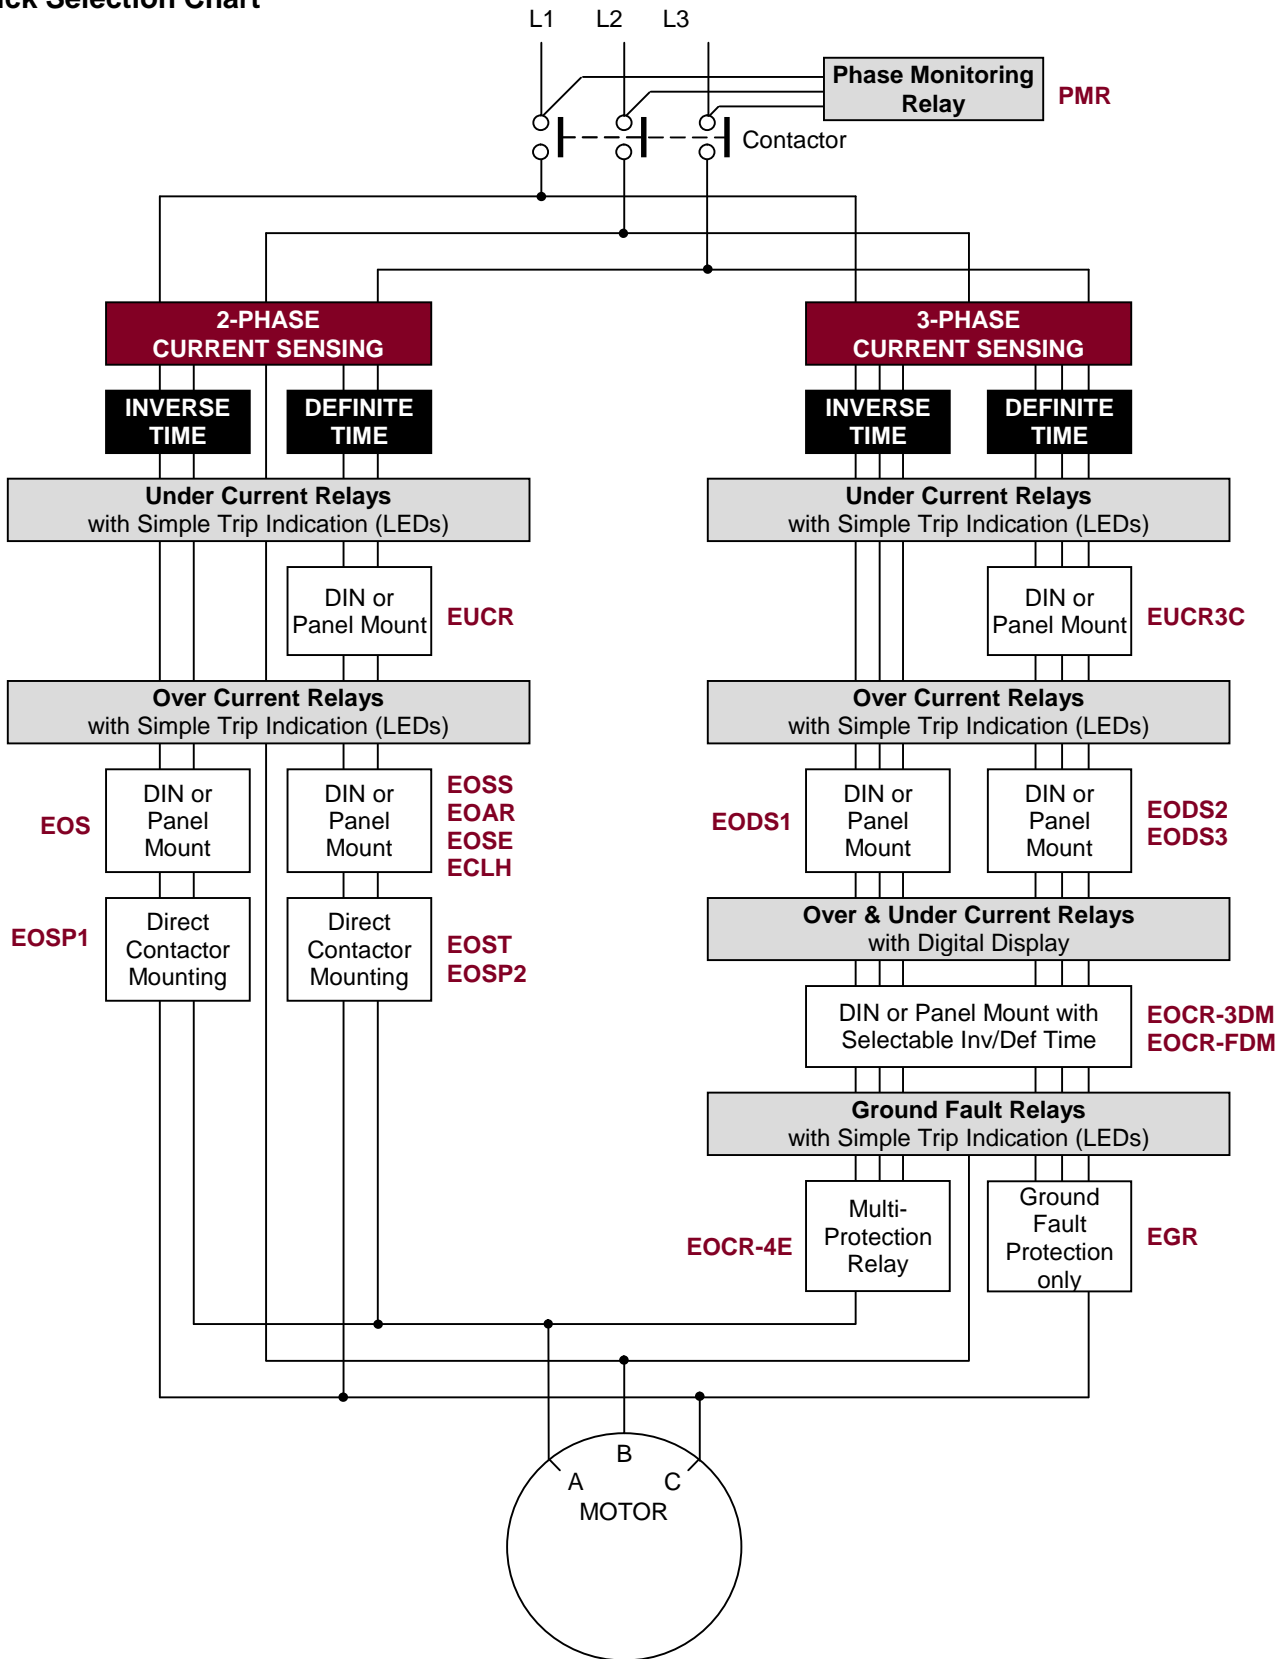 Selection Chart
L1 L2 L3
Phase Monitoring
Relay
PMR
Contactor
2-PHASE
CURRENT SENSING
INVERSE
TIME
DEFINITE
TIME
Under Current Relays
with Simple Trip Indication (LEDs)
DIN or
Panel Mount
EUCR
Over Current Relays
with Simple Trip Indication (LEDs)
EOS
DIN or
Panel
Mount
DIN or
Panel
Mount
EOSS
EOAR
EOSE
ECLH
EOSP1
Direct
Contactor
Mounting
Direct
Contactor
Mounting
EOST
EOSP2
3-PHASE
CURRENT SENSING
INVERSE
TIME
DEFINITE
TIME
Under Current Relays
with Simple Trip Indication (LEDs)
DIN or
Panel Mount
EUCR3C
Over Current Relays
with Simple Trip Indication (LEDs)
EODS1
DIN or
Panel
Mount
DIN or
Panel
Mount
EODS2
EODS3
Over & Under Current Relays
with Digital Display
DIN or Panel Mount with
Selectable Inv/Def Time
EOCR-3DM
EOCR-FDM
Ground Fault Relays
with Simple Trip Indication (LEDs)
EOCR-4E
Multi-
Protection
Relay
Ground
Fault
Protection
only
EGR
A B C
MOTOR